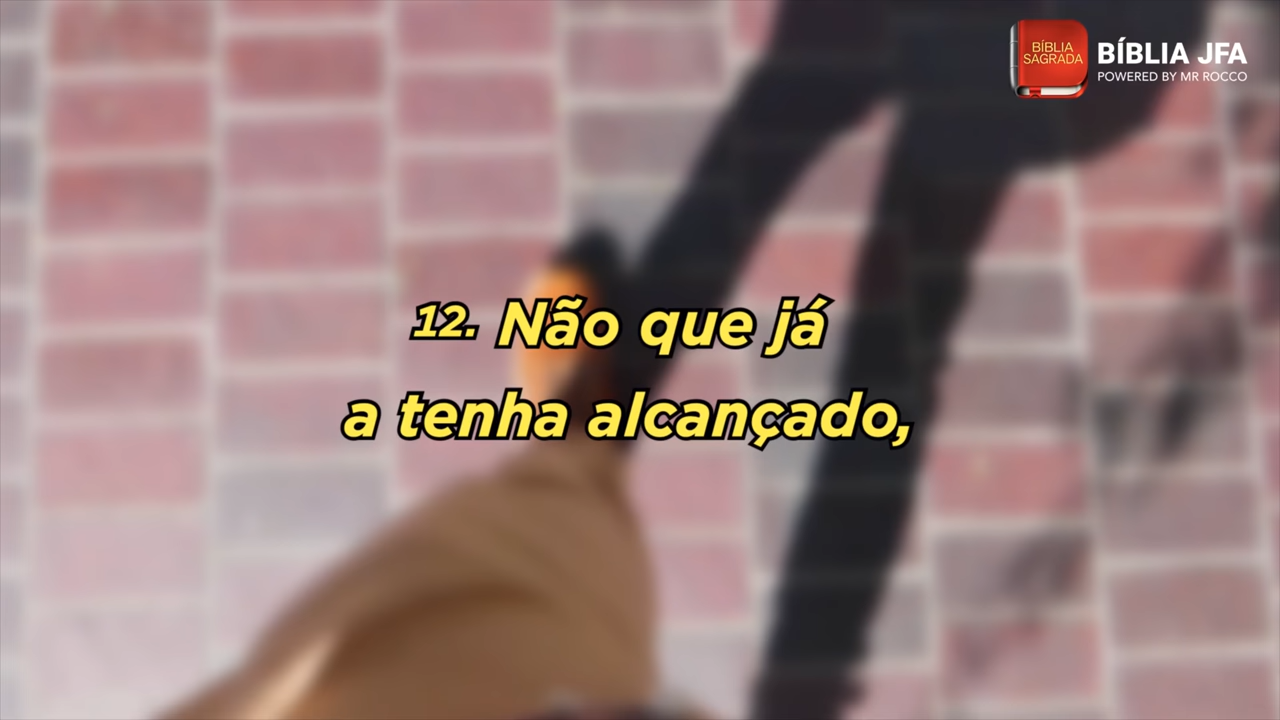 BÍBLIA
SAGRADA
BÍBLIA JFA
POWERED BY MR ROCCO
12. Não que já
a tenha alcançado,